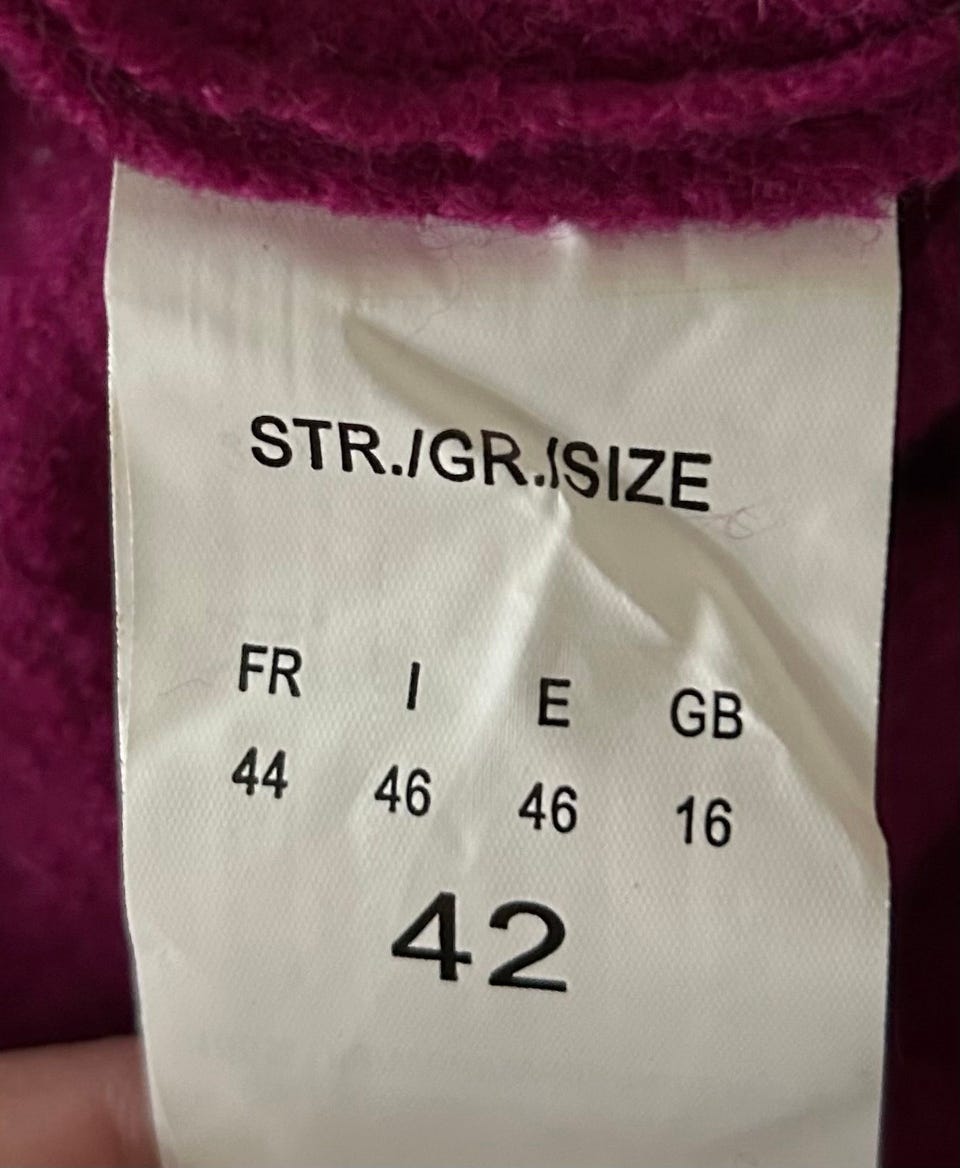 STR./GR./SIZE
FR I E GB
44 46 46 16
42